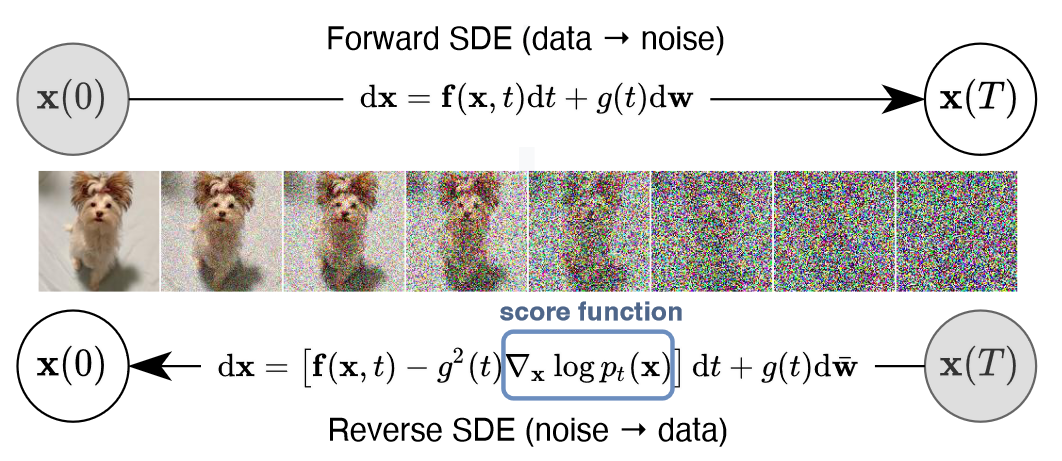 Forward SDE (data → noise)
x(0) dx = f(x, t)dt + g(t)dw x(T)
score function
x(0) dx = [f(x, t) − g²(t)∇ₓ log pₜ(x)] dt + g(t)dw̄ x(T)
Reverse SDE (noise → data)